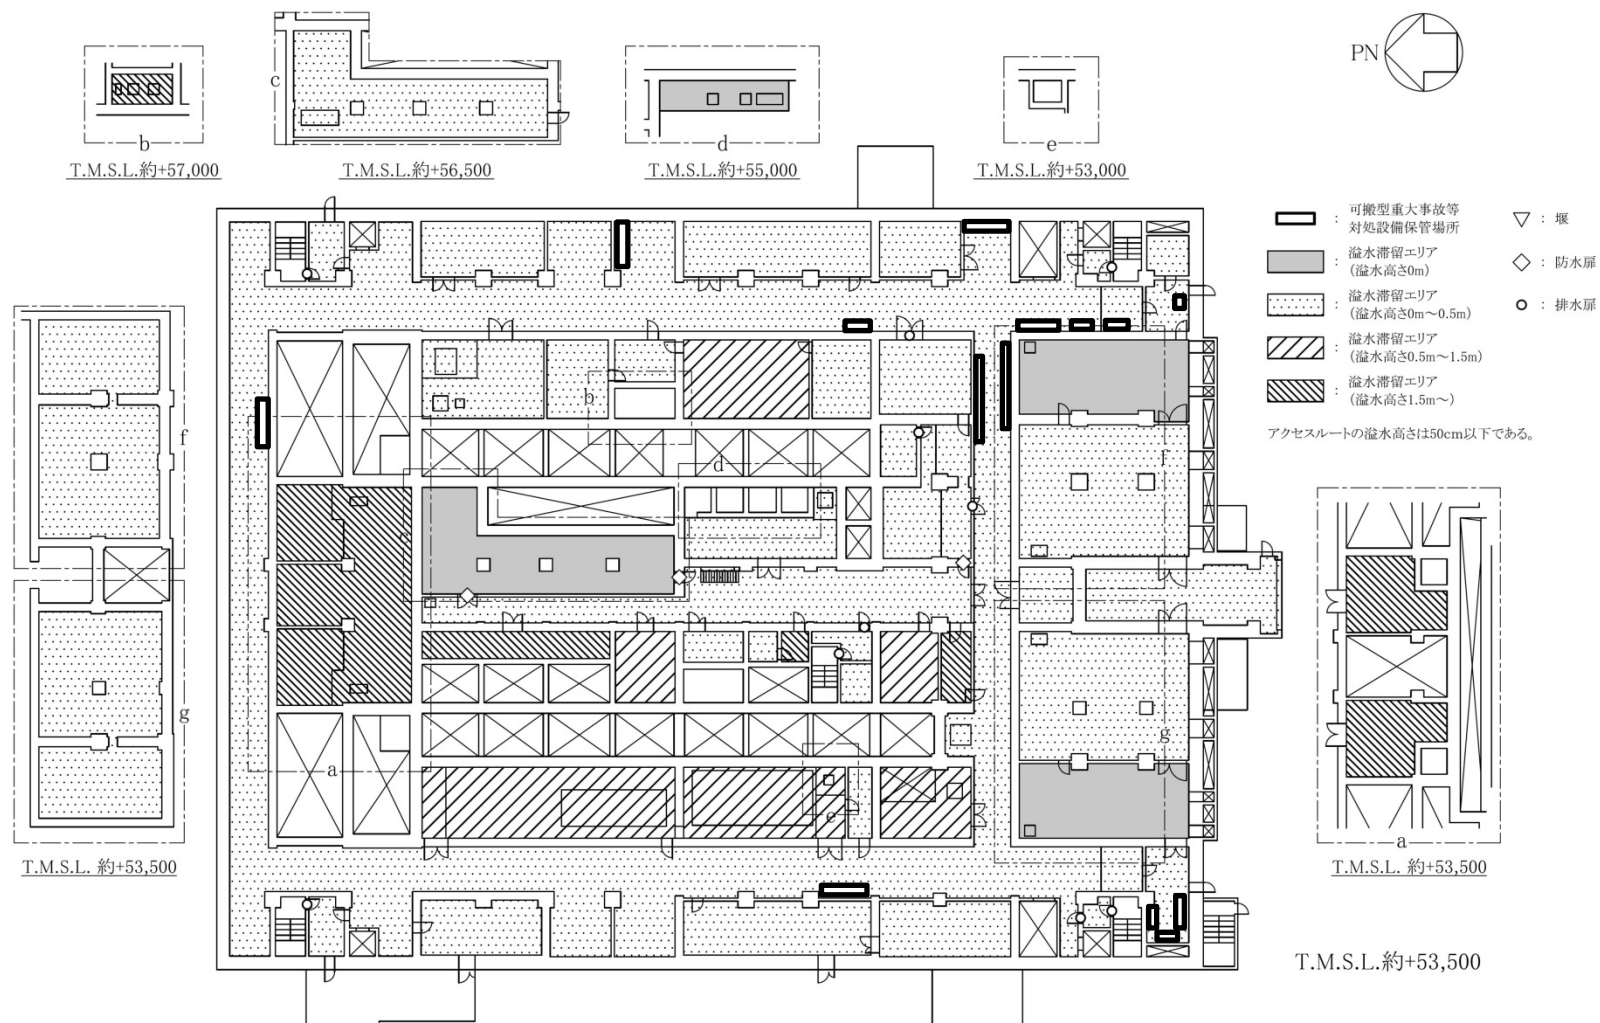 PN
b
T.M.S.L.約+57,000
c
T.M.S.L.約+56,500
d
T.M.S.L.約+55,000
e
T.M.S.L.約+53,000
: 可搬型重大事故等
対処設備保管場所
: 溢水滞留エリア
(溢水高さ0m)
: 溢水滞留エリア
(溢水高さ0m～0.5m)
: 溢水滞留エリア
(溢水高さ0.5m～1.5m)
: 溢水滞留エリア
(溢水高さ1.5m～)
: 堰
: 防水扉
: 排水扉
アクセスルートの溢水高さは50cm以下である。
f
g
T.M.S.L. 約+53,500
b
d
c
f
a
e
g
a
T.M.S.L. 約+53,500
T.M.S.L.約+53,500